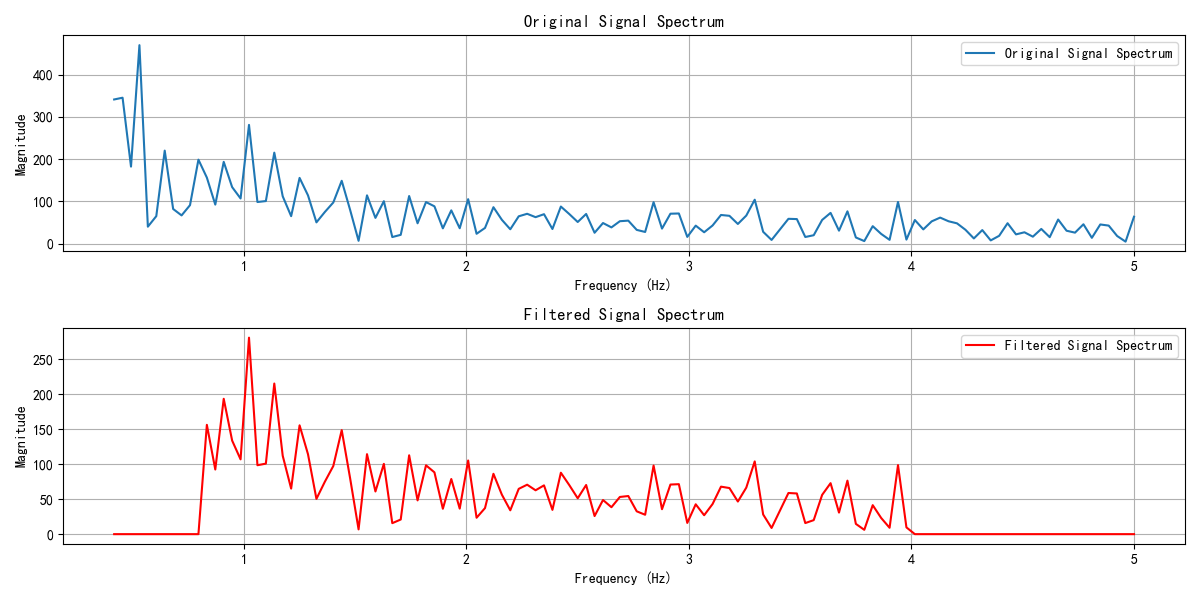 Original Signal Spectrum
Original Signal Spectrum
Magnitude
400
300
200
100
0
1 2 3 4 5
Frequency (Hz)
Filtered Signal Spectrum
Filtered Signal Spectrum
Magnitude
250
200
150
100
50
0
1 2 3 4 5
Frequency (Hz)